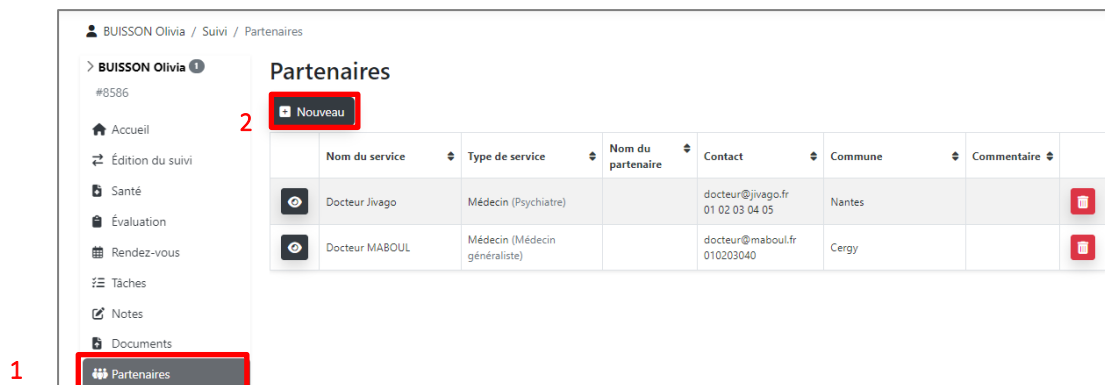 BUISSON Olivia / Suivi / Partenaires
BUISSON Olivia 1
#8586
Accueil
Édition du suivi
Santé
Évaluation
Rendez-vous
Tâches
Notes
Documents
1
Partenaires
Partenaires
2
Nouveau
Nom du service
Type de service
Nom du
partenaire
Contact
Commune
Commentaire
Docteur Jivago
Médecin (Psychiatre)
docteur@jivago.fr
01 02 03 04 05
Nantes
Docteur MABOUL
Médecin (Médecin
généraliste)
docteur@maboul.fr
010203040
Cergy